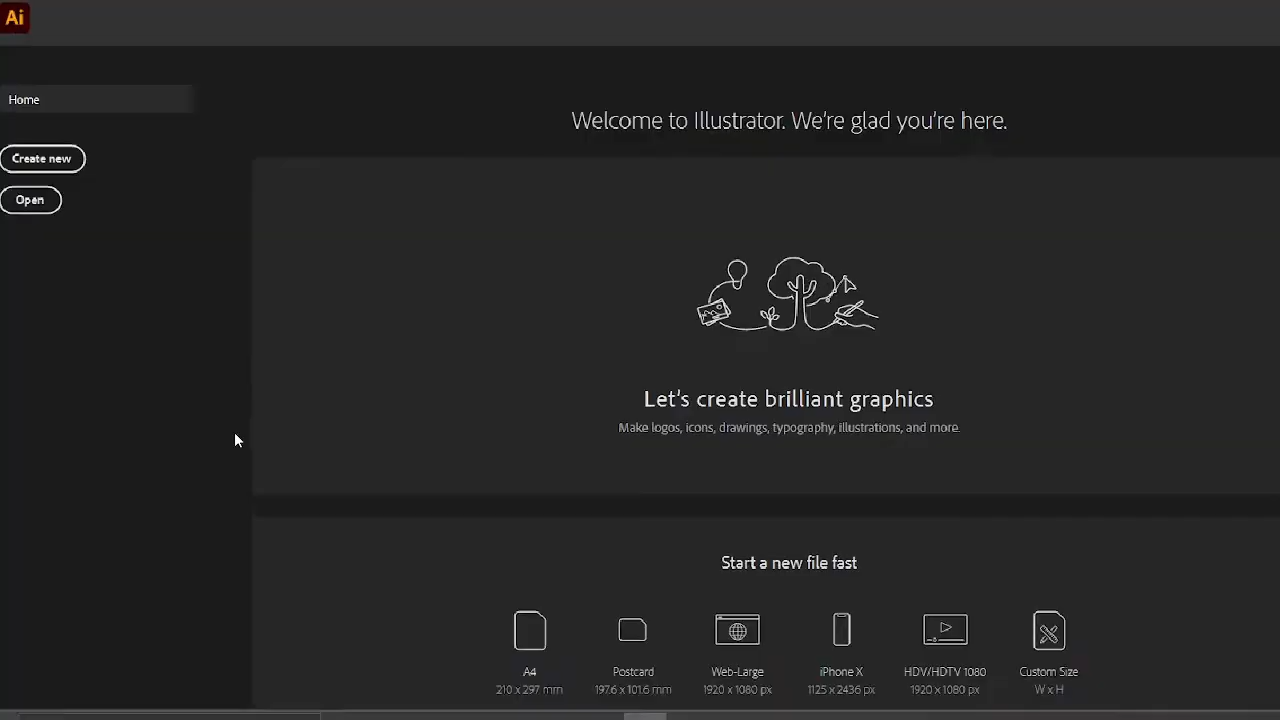 Ai
Home
Create new
Open
Welcome to Illustrator. We're glad you're here.
Let's create brilliant graphics
Make logos, icons, drawings, typography, illustrations, and more.
Start a new file fast
A4
210 x 297 mm
Postcard
197.6 x 101.6 mm
Web-Large
1920 x 1080 px
iPhone X
1125 x 2436 px
HDV/HDTV 1080
1920 x 1080 px
Custom Size
W x H